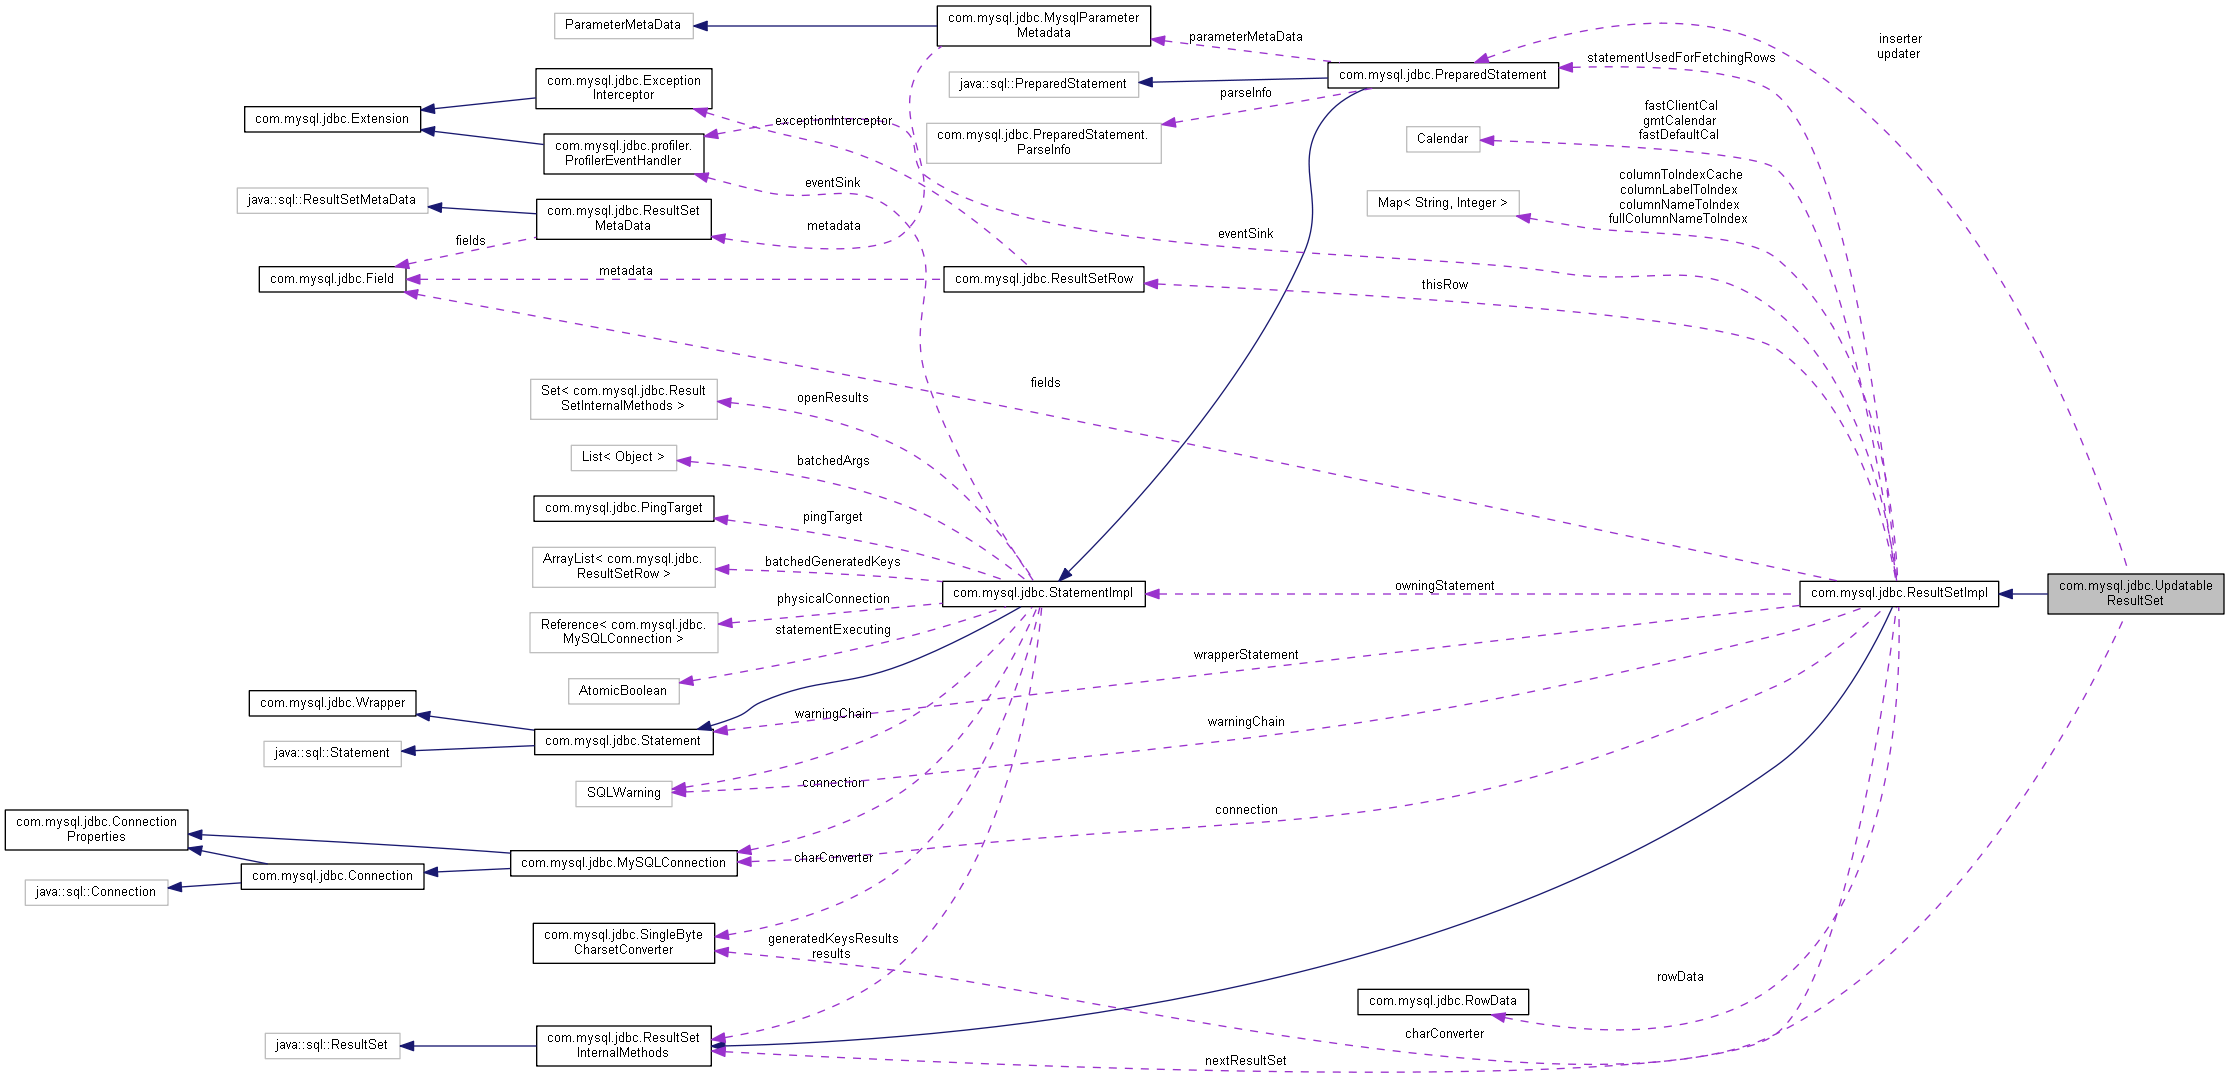 ParameterMetaData
com.mysql.jdbc.MysqlParameter
Metadata
parameterMetaData
inserter
updater
statementUsedForFetchingRows
com.mysql.jdbc.Exception
Interceptor
java::sql::PreparedStatement
com.mysql.jdbc.PreparedStatement
parseInfo
com.mysql.jdbc.Extension
exceptionInterceptor
com.mysql.jdbc.profiler.
ProfilerEventHandler
com.mysql.jdbc.PreparedStatement.
ParseInfo
fastClientCal
gmtCalendar
fastDefaultCal
Calendar
eventSink
columnToIndexCache
columnLabelToIndex
columnNameToIndex
fullColumnNameToIndex
Map< String, Integer >
java::sql::ResultSetMetaData
com.mysql.jdbc.ResultSet
MetaData
metadata
fields
eventSink
com.mysql.jdbc.Field
metadata
com.mysql.jdbc.ResultSetRow
thisRow
fields
Set< com.mysql.jdbc.Result
SetInternalMethods >
openResults
List< Object >
batchedArgs
com.mysql.jdbc.PingTarget
pingTarget
ArrayList< com.mysql.jdbc.
ResultSetRow >
batchedGeneratedKeys
com.mysql.jdbc.StatementImpl
owningStatement
com.mysql.jdbc.ResultSetImpl
com.mysql.jdbc.Updatable
ResultSet
physicalConnection
Reference< com.mysql.jdbc.
MySQLConnection >
statementExecuting
wrapperStatement
AtomicBoolean
com.mysql.jdbc.Wrapper
warningChain
warningChain
com.mysql.jdbc.Statement
java::sql::Statement
SQLWarning
connection
connection
com.mysql.jdbc.Connection
Properties
com.mysql.jdbc.MySQLConnection
charConverter
com.mysql.jdbc.Connection
java::sql::Connection
com.mysql.jdbc.SingleByte
CharsetConverter
generatedKeysResults
results
rowData
com.mysql.jdbc.RowData
charConverter
java::sql::ResultSet
com.mysql.jdbc.ResultSet
InternalMethods
nextResultSet